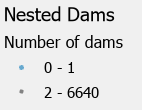 Nested Dams
Number of dams
0 - 1
2 - 6640